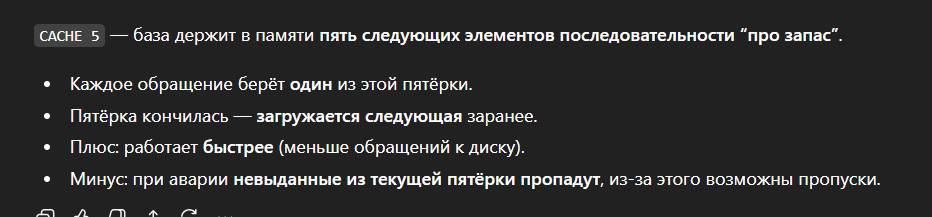 CACHE 5 — база держит в памяти пять следующих элементов последовательности “про запас”.
• Каждое обращение берёт один из этой пятёрки.
• Пятёрка кончилась — загружается следующая заранее.
• Плюс: работает быстрее (меньше обращений к диску).
• Минус: при аварии невыданные из текущей пятёрки пропадут, из-за этого возможны пропуски.